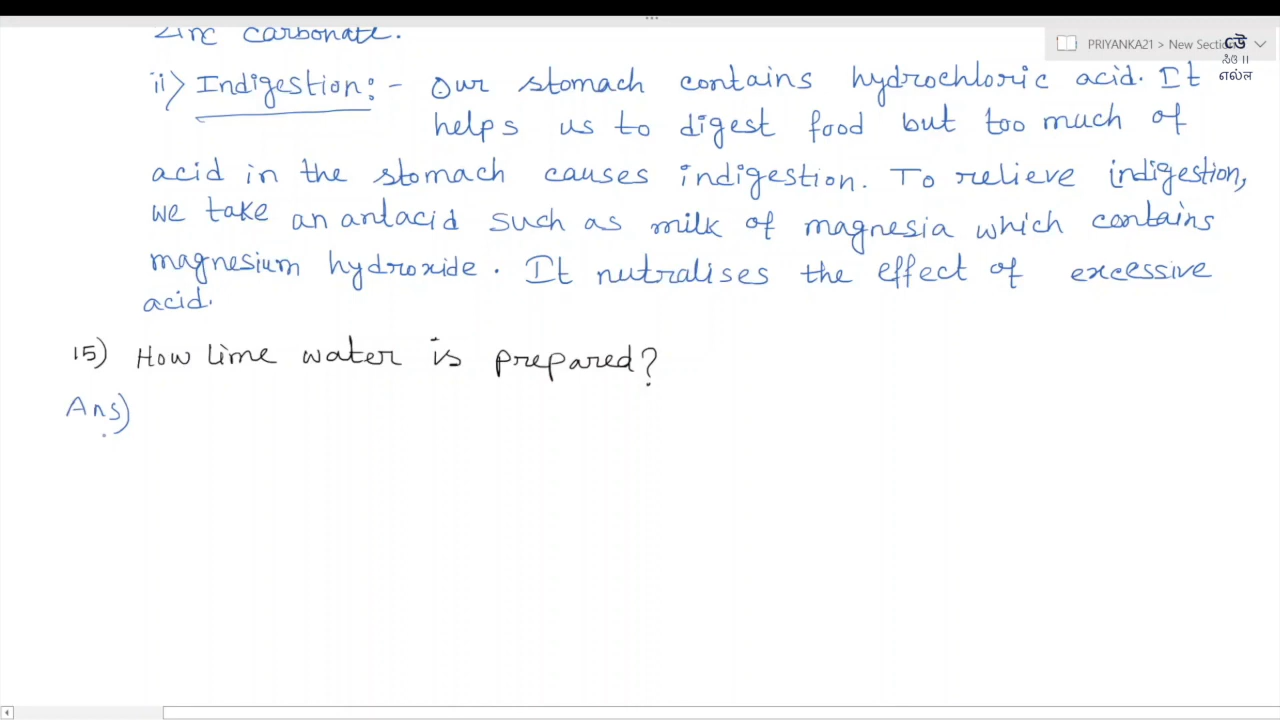 Zinc carbonate.
PRIYANKA21 > New Section
ii) Indigestion:- Our stomach contains hydrochloric acid. It
helps us to digest food but too much of
acid in the stomach causes indigestion. To relieve indigestion,
we take an antacid such as milk of magnesia which contains
magnesium hydroxide. It nutralises the effect of excessive
acid.
15) How lime water is prepared?
Ans)